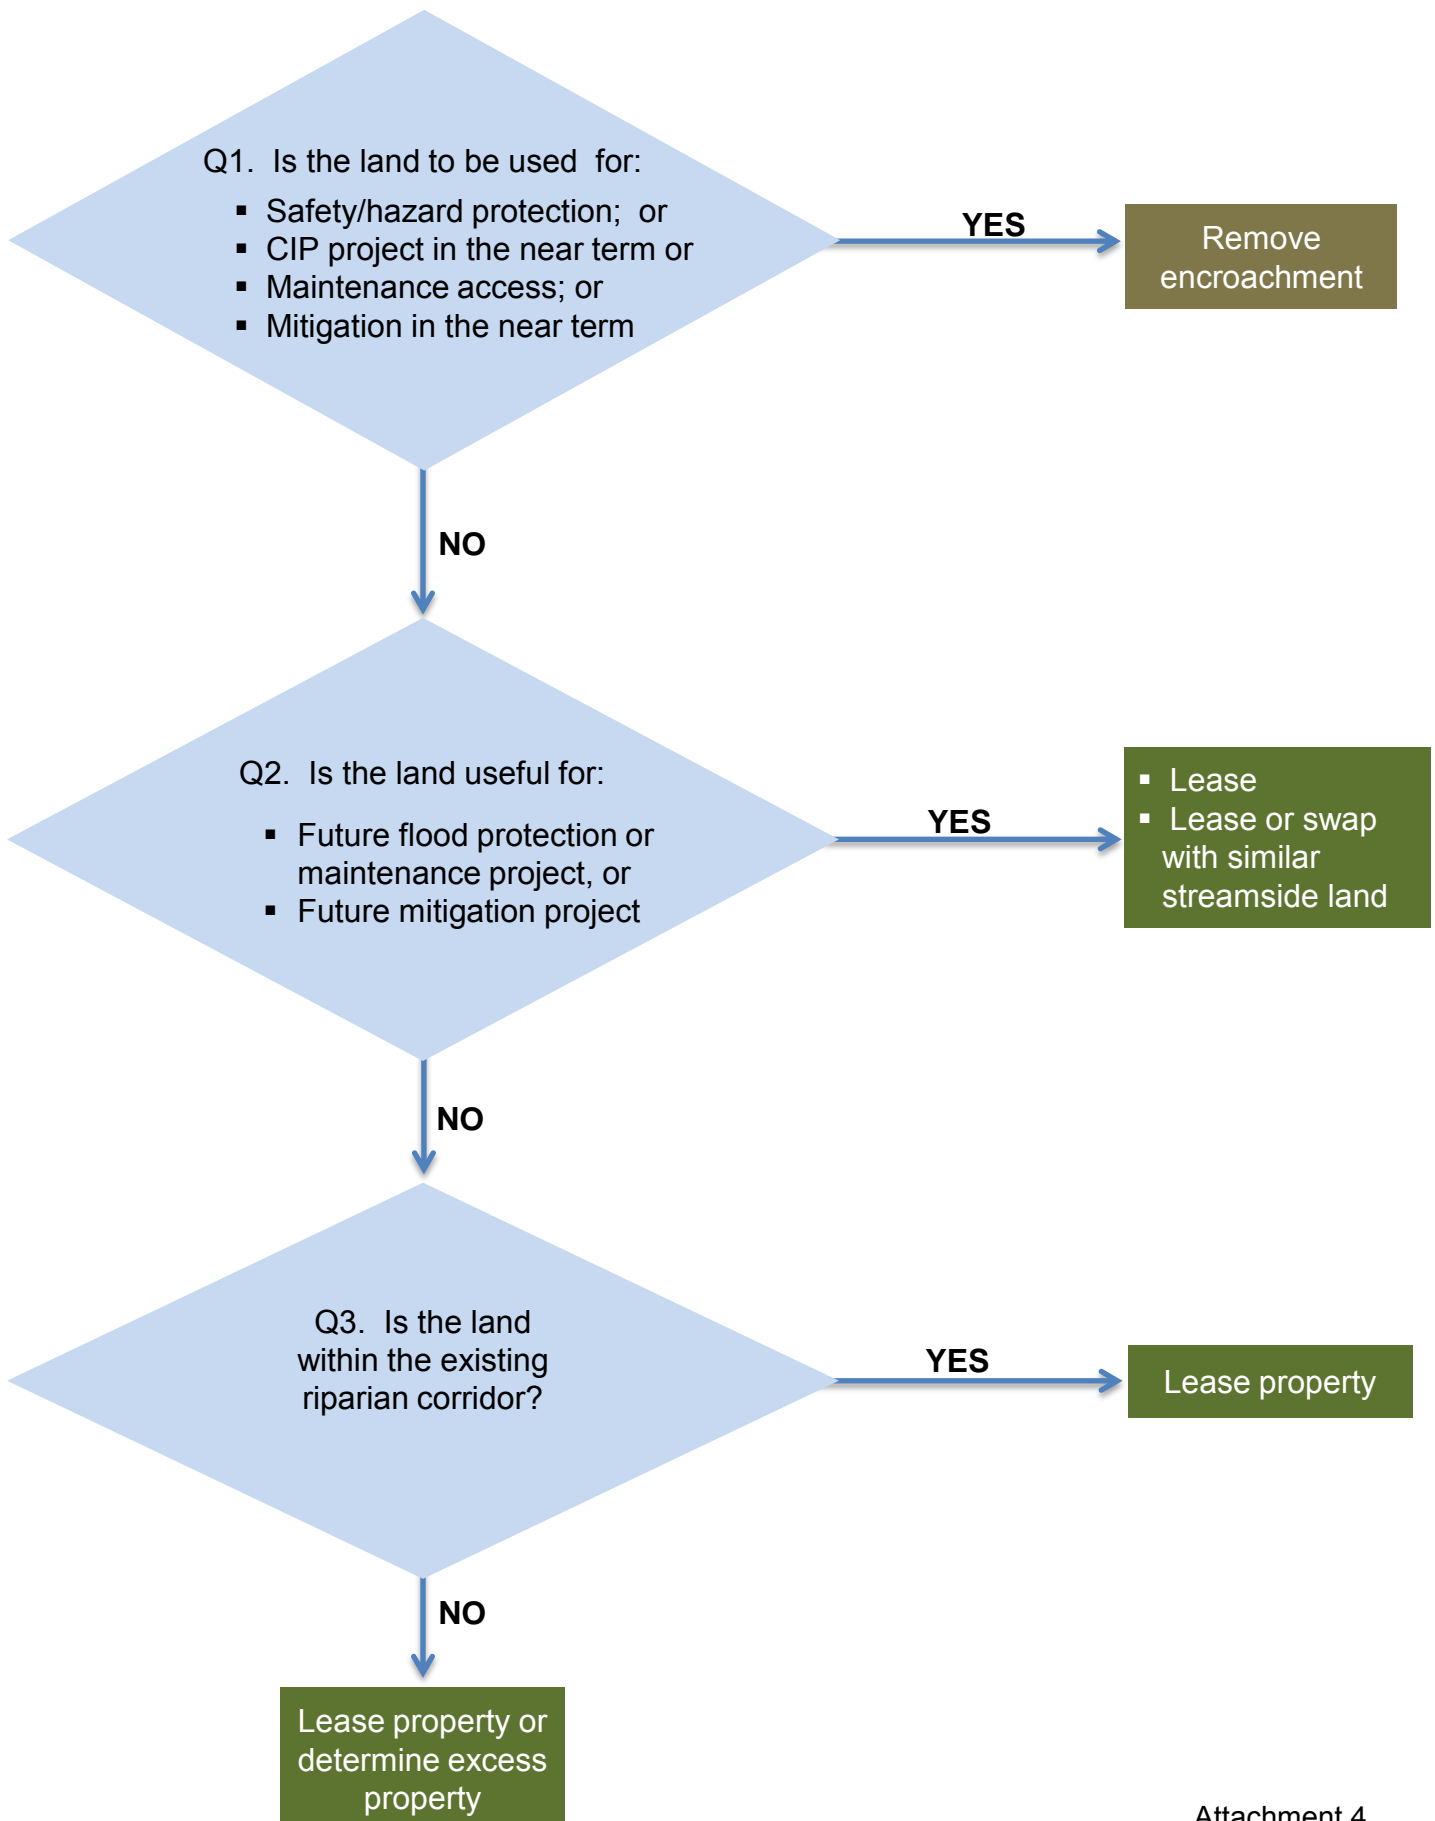 Q1.  Is the land to be used  for:
▪ Safety/hazard protection;  or
▪ CIP project in the near term or
▪ Maintenance access; or
▪ Mitigation in the near term
YES
Remove
encroachment
NO
Q2.  Is the land useful for:
▪ Future flood protection or
maintenance project, or
▪ Future mitigation project
YES
▪ Lease
▪ Lease or swap
with similar
streamside land
NO
Q3.  Is the land
within the existing
riparian corridor?
YES
Lease property
NO
Lease property or
determine excess
property
Attachment 4